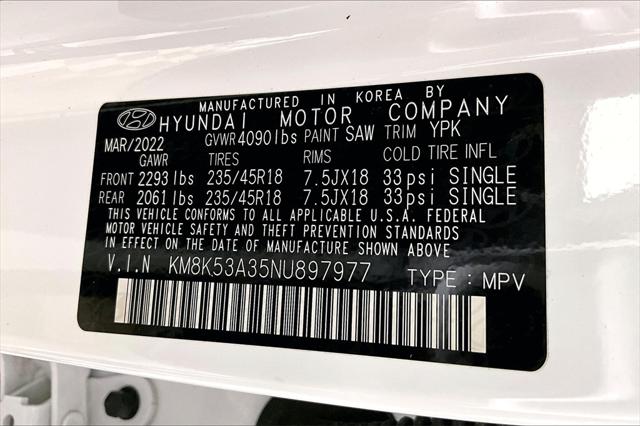 MANUFACTURED IN KOREA BY
HYUNDAI MOTOR COMPANY
MAR/2022 GVWR 4090lbs PAINT SAW TRIM YPK
GAWR TIRES RIMS COLD TIRE INFL
FRONT 2293lbs 235/45R18 7.5JX18 33psi SINGLE
REAR 2061lbs 235/45R18 7.5JX18 33psi SINGLE
THIS VEHICLE CONFORMS TO ALL APPLICABLE U.S.A. FEDERAL
MOTOR VEHICLE SAFETY AND THEFT PREVENTION STANDARDS
IN EFFECT ON THE DATE OF MANUFACTURE SHOWN ABOVE.
V.I.N KM8K53A35NU897977 TYPE : MPV